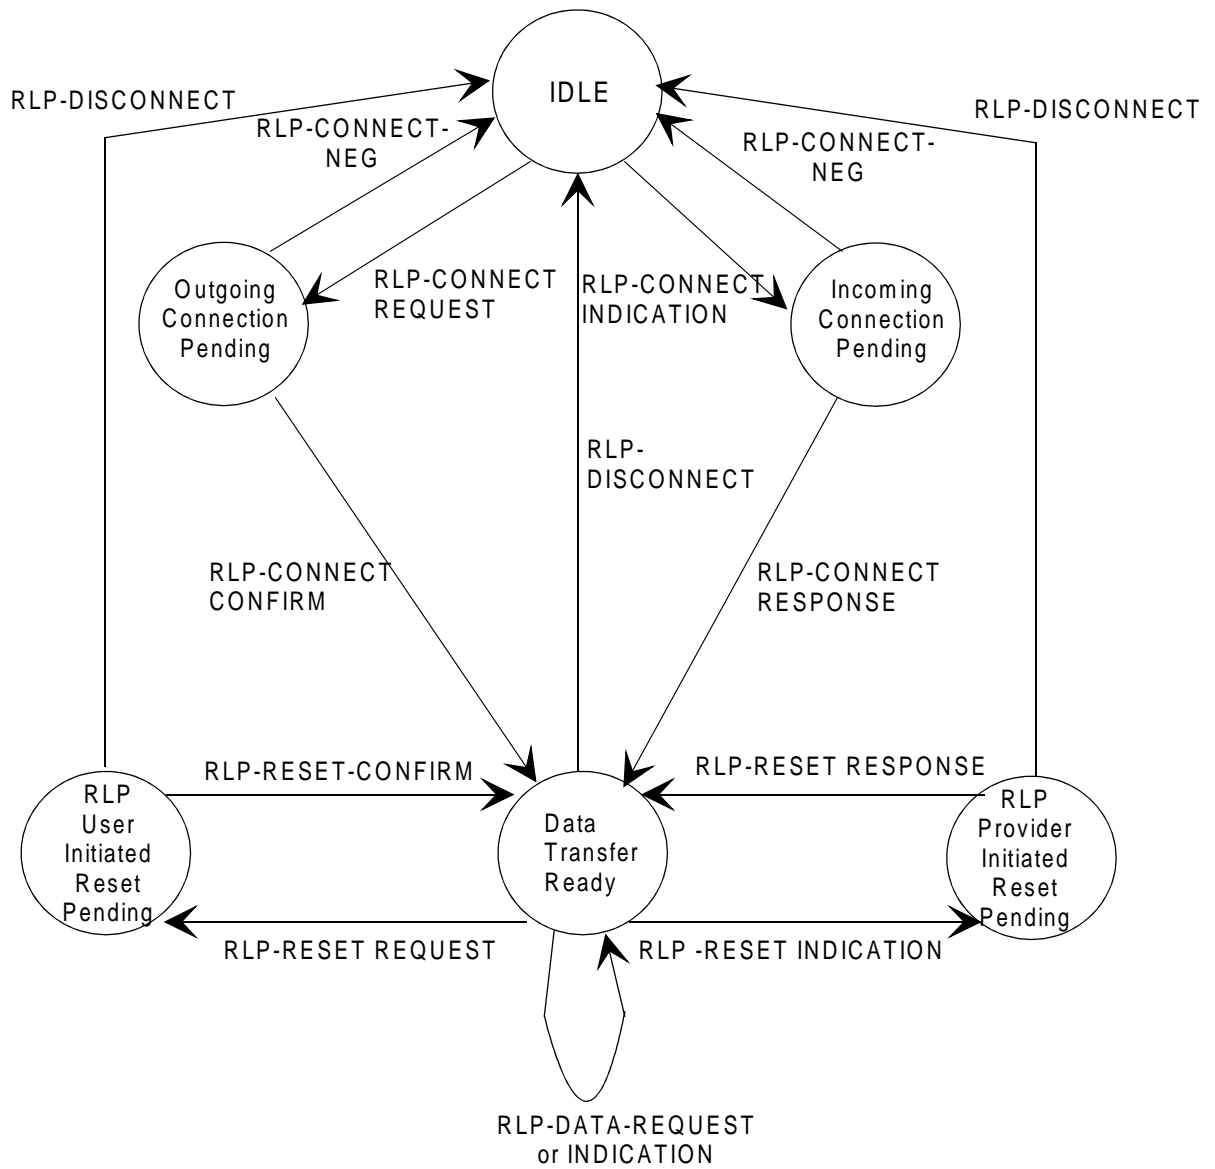 IDLE
RLP-DISCONNECT
RLP-DISCONNECT
RLP-CONNECT-
NEG
RLP-CONNECT-
NEG
Outgoing
Connection
Pending
RLP-CONNECT
REQUEST
RLP-CONNECT
INDICATION
Incoming
Connection
Pending
RLP-
DISCONNECT
RLP-CONNECT
CONFIRM
RLP-CONNECT
RESPONSE
RLP-RESET-CONFIRM
RLP-RESET RESPONSE
RLP
User
Initiated
Reset
Pending
Data
Transfer
Ready
RLP
Provider
Initiated
Reset
Pending
RLP-RESET REQUEST
RLP -RESET INDICATION
RLP-DATA-REQUEST
or INDICATION